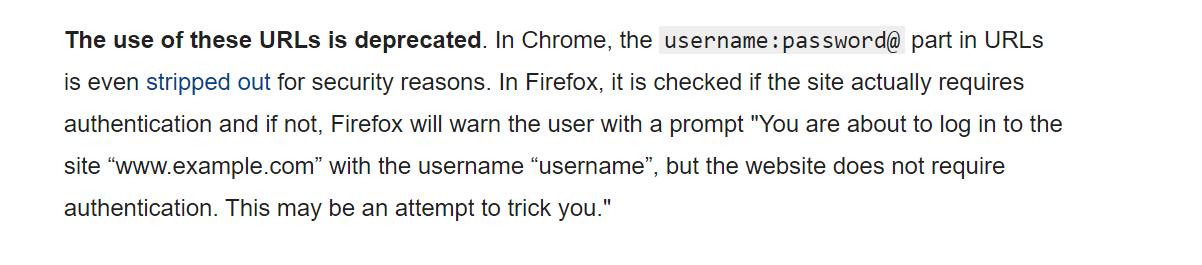 The use of these URLs is deprecated. In Chrome, the username:password@ part in URLs
is even stripped out for security reasons. In Firefox, it is checked if the site actually requires
authentication and if not, Firefox will warn the user with a prompt "You are about to log in to the
site “www.example.com” with the username “username”, but the website does not require
authentication. This may be an attempt to trick you."